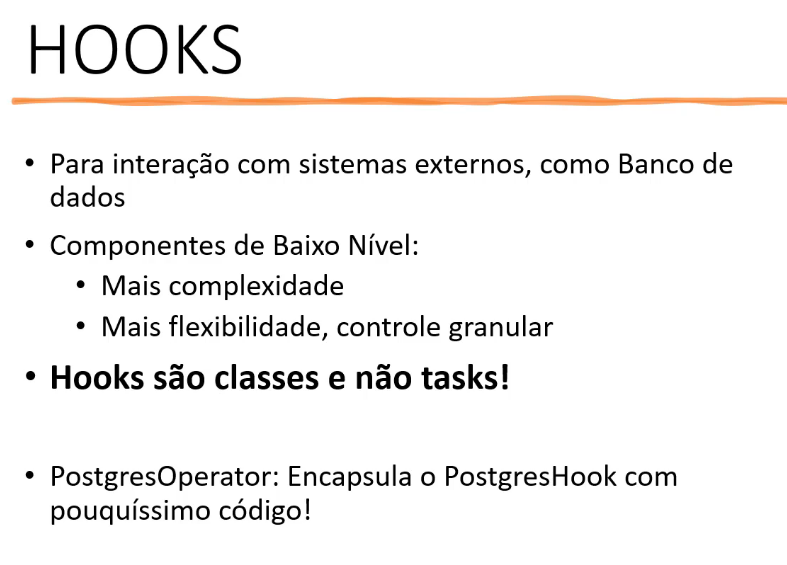 HOOKS
• Para interação com sistemas externos, como Banco de
dados
• Componentes de Baixo Nível:
• Mais complexidade
• Mais flexibilidade, controle granular
• Hooks são classes e não tasks!
• PostgresOperator: Encapsula o PostgresHook com
pouquíssimo código!